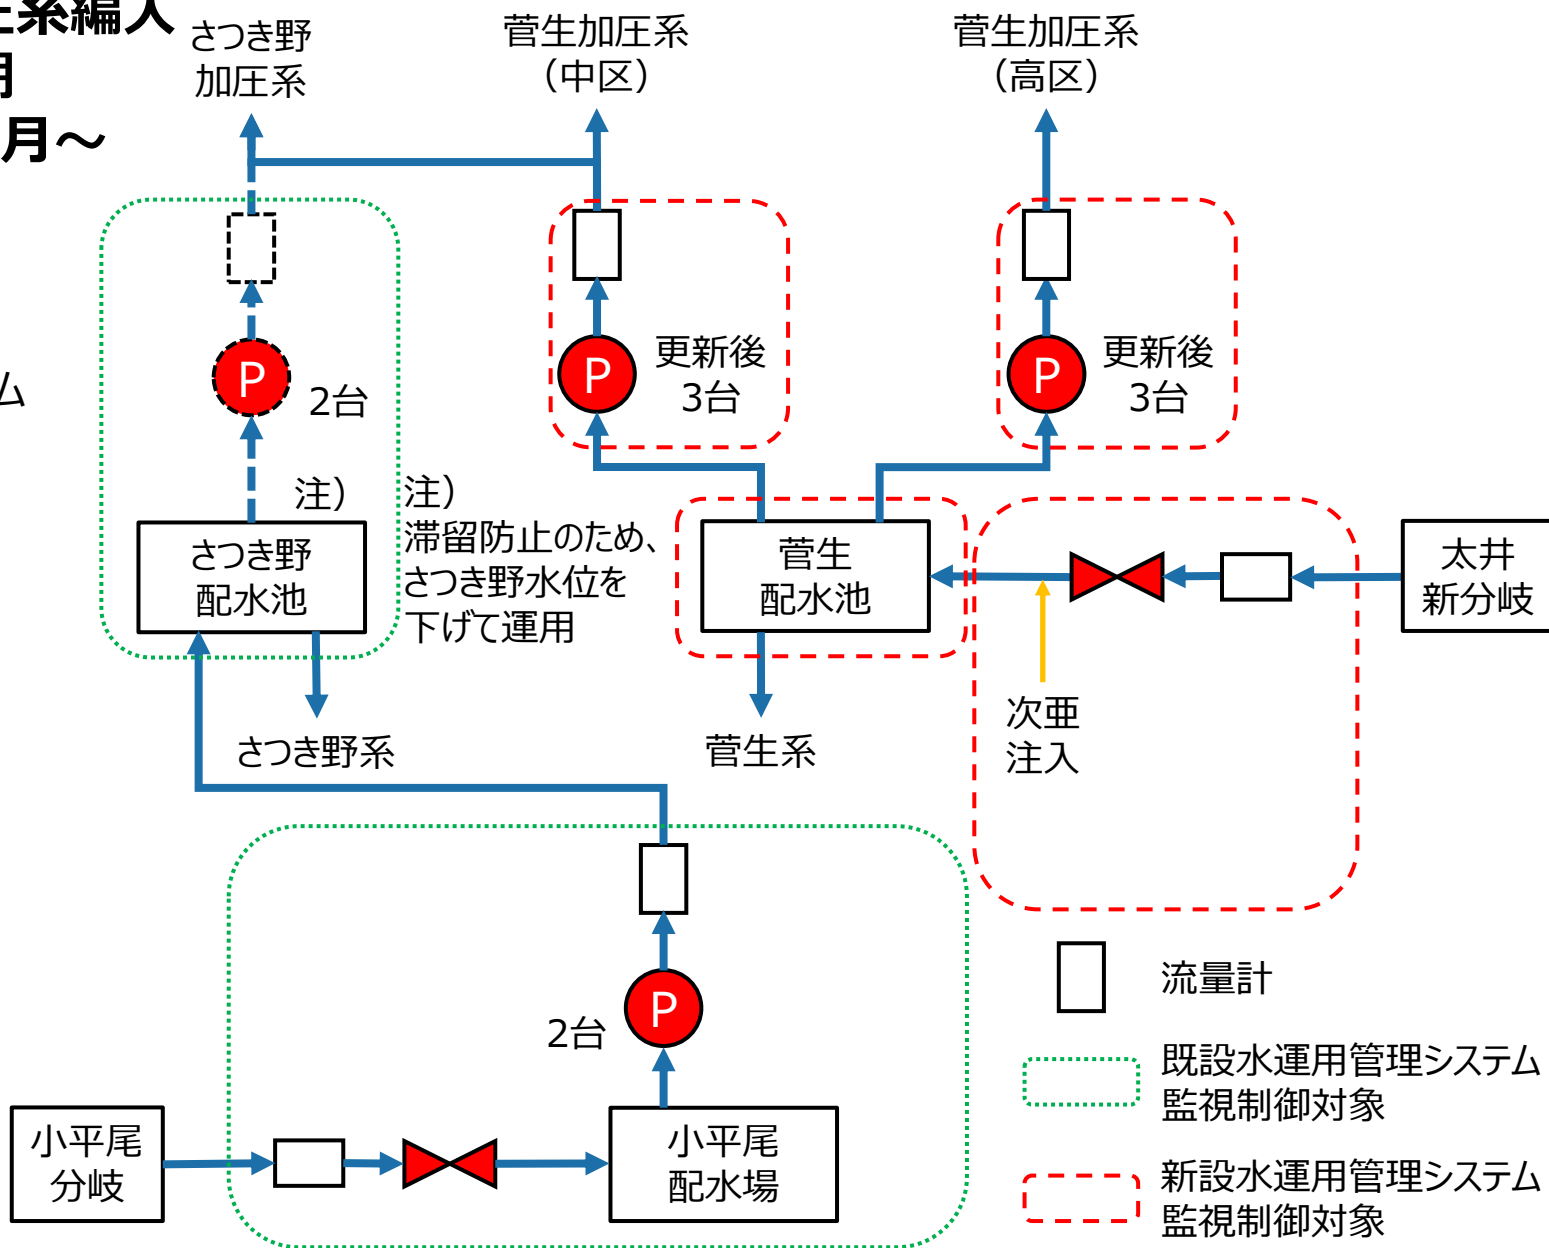 圧系編入
月
月～
ム
さつき野
加圧系
菅生加圧系
（中区）
菅生加圧系
（高区）
P
2台
P
更新後
3台
P
更新後
3台
注）
注）
滞留防止のため、
さつき野水位を
下げて運用
さつき野
配水池
菅生
配水池
太井
新分岐
次亜
注入
さつき野系
菅生系
P
2台
小平尾
分岐
小平尾
配水場
流量計
既設水運用管理システム
監視制御対象
新設水運用管理システム
監視制御対象